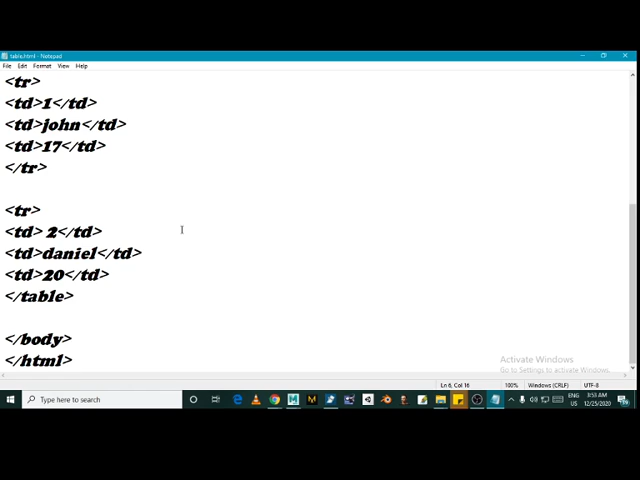 table.html - Notepad
File Edit Format View Help
<tr>
<td>1</td>
<td>john</td>
<td>17</td>
</tr>
<tr>
<td> 2</td>
<td>daniel</td>
<td>20</td>
</table>
</body>
</html>
Activate Windows
Go to Settings to activate Windows.
Ln 6, Col 16 100% Windows (CRLF) UTF-8
Type here to search
ENG
US
3:53 AM
12/25/2020